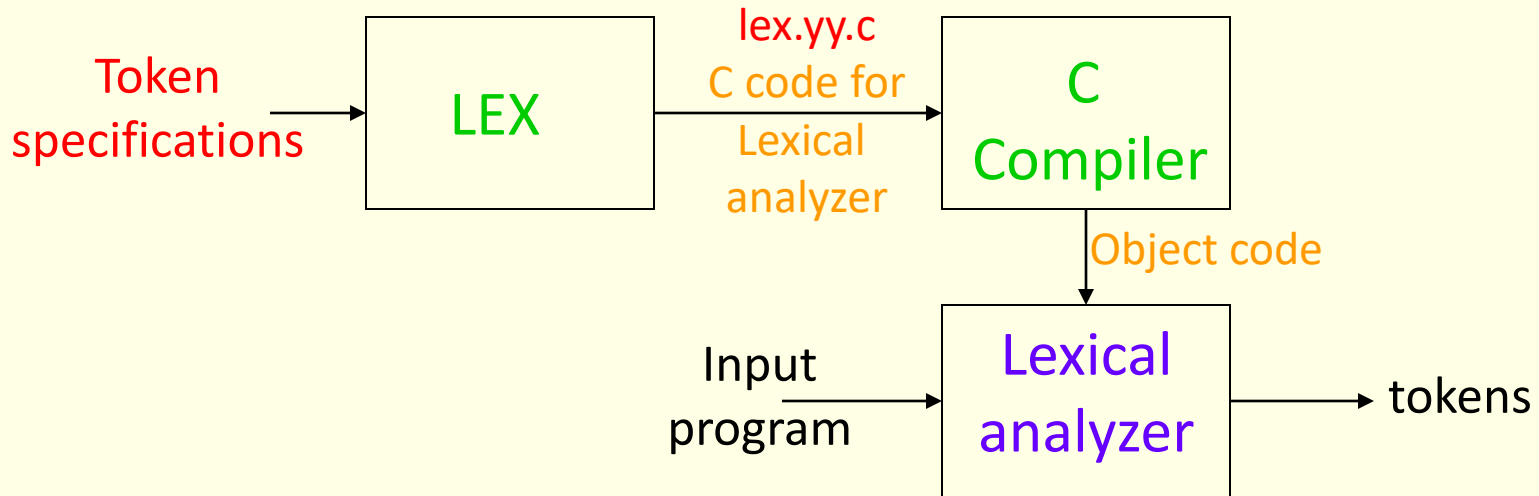 Token
specifications
LEX
lex.yy.c
C code for
Lexical
analyzer
C
Compiler
Object code
Input
program
Lexical
analyzer
tokens